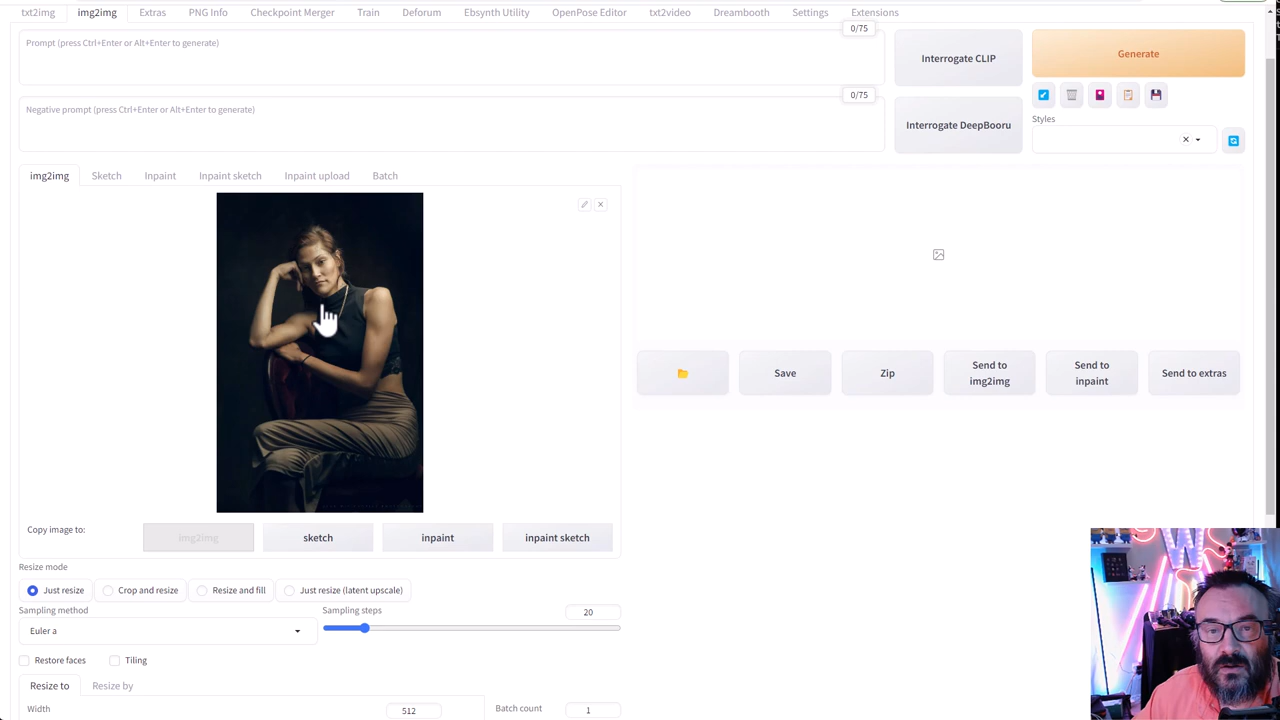 txt2img img2img Extras PNG Info Checkpoint Merger Train Deforum Ebsynth Utility OpenPose Editor txt2video Dreambooth Settings Extensions
0/75
Prompt (press Ctrl+Enter or Alt+Enter to generate)
Interrogate CLIP
Generate
0/75
Negative prompt (press Ctrl+Enter or Alt+Enter to generate)
Interrogate DeepBooru
Styles
img2img Sketch Inpaint Inpaint sketch Inpaint upload Batch
Save
Zip
Send to
img2img
Send to
inpaint
Send to extras
Copy image to:
img2img
sketch
inpaint
inpaint sketch
Resize mode
Just resize Crop and resize Resize and fill Just resize (latent upscale)
Sampling method
Euler a
Sampling steps
20
Restore faces Tiling
Resize to Resize by
Width
512
Batch count
1